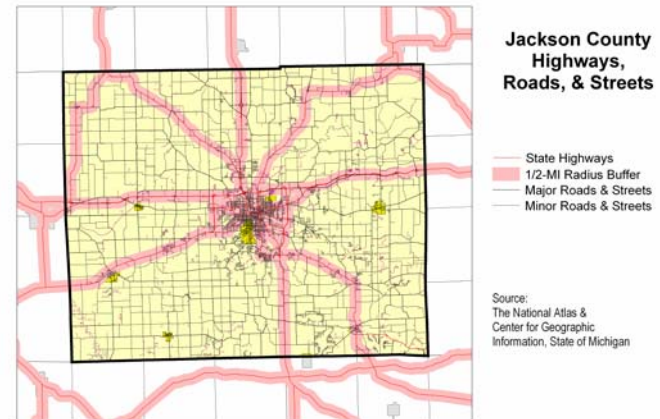 Jackson County
Highways,
Roads, & Streets
State Highways
1/2-MI Radius Buffer
Major Roads & Streets
Minor Roads & Streets
Source:
The National Atlas &
Center for Geographic
Information, State of Michigan